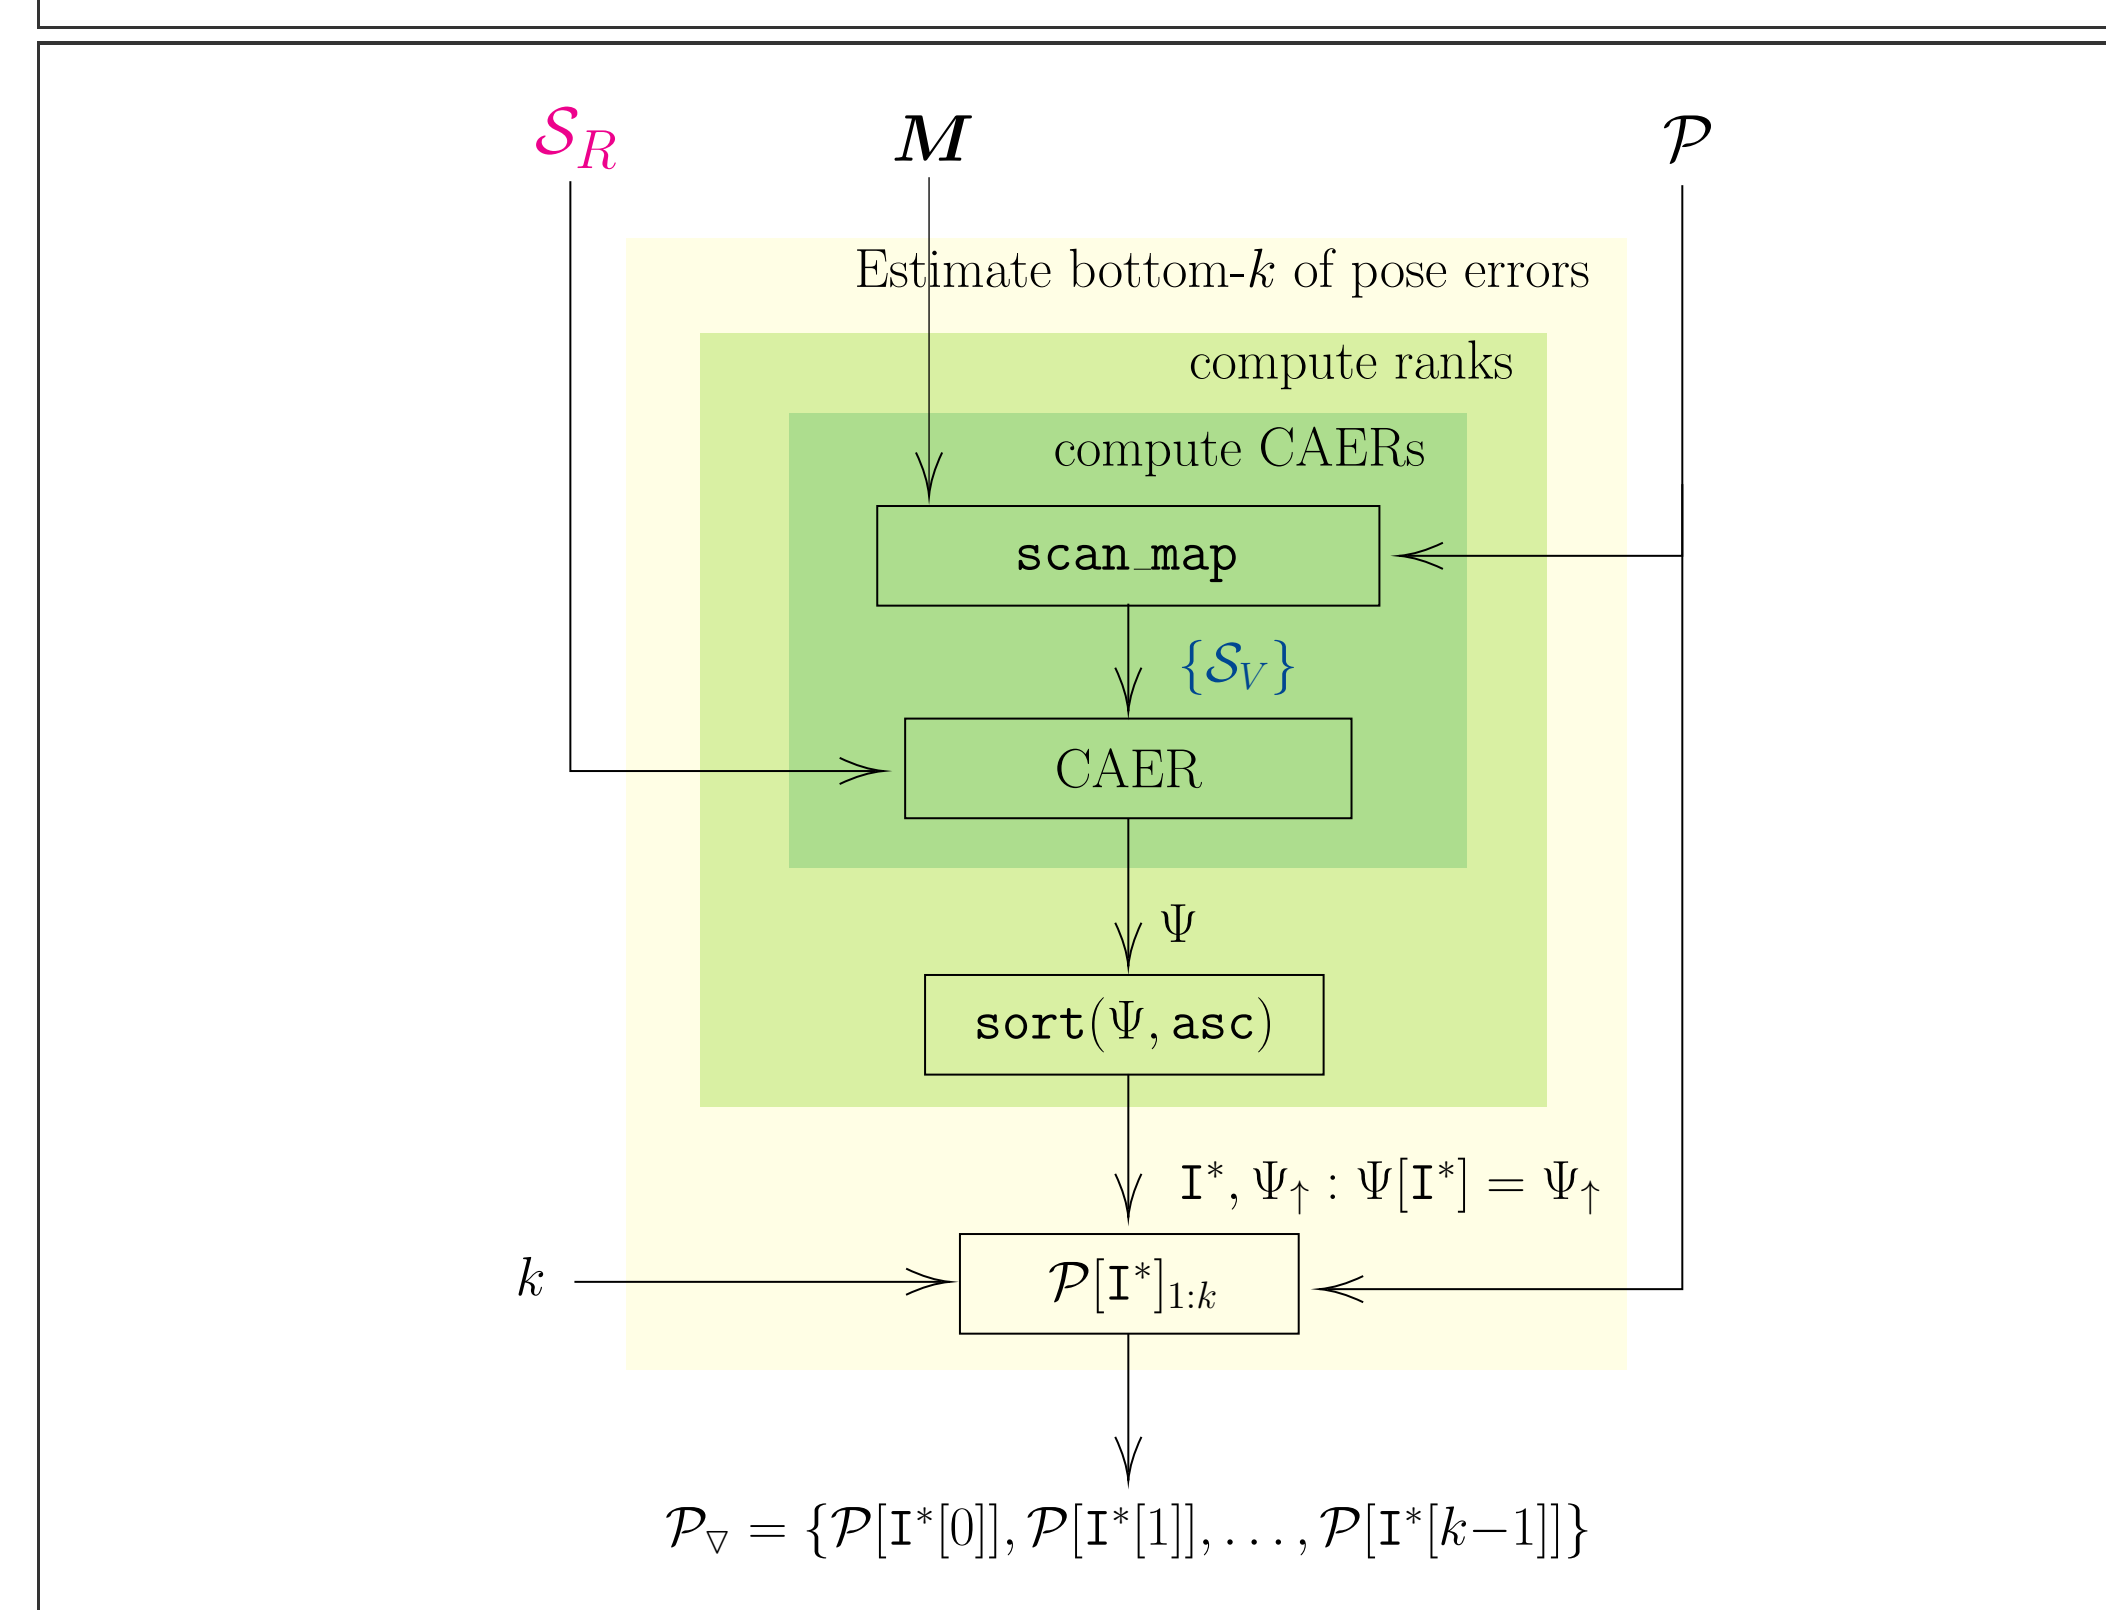 𝒮_R M 𝒫
Estimate bottom-k of pose errors
compute ranks
compute CAERs
scan_map
{𝒮_V}
CAER
Ψ
sort(Ψ, asc)
I*, Ψ↑ : Ψ[I*] = Ψ↑
k
𝒫[I*]_{1:k}
𝒫_▽ = {𝒫[I*[0]], 𝒫[I*[1]], ..., 𝒫[I*[k−1]]}